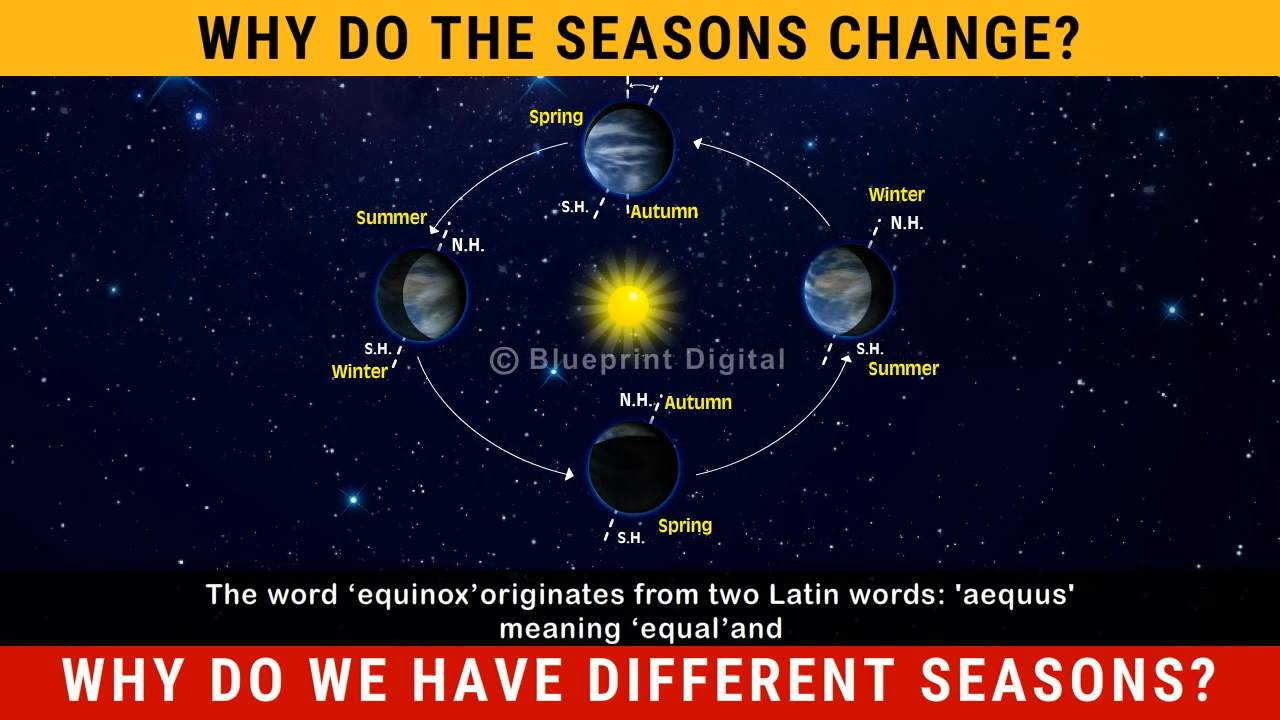 WHY DO THE SEASONS CHANGE?
Spring
S.H.
Autumn
Winter
N.H.
Summer
N.H.
S.H.
Winter
S.H.
Summer
© Blueprint Digital
N.H.
Autumn
Spring
S.H.
The word ‘equinox’originates from two Latin words: 'aequus'
meaning ‘equal’and
WHY DO WE HAVE DIFFERENT SEASONS?